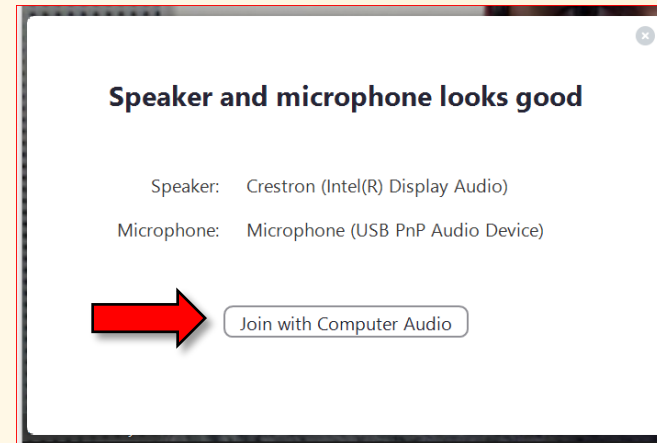 Speaker and microphone looks good
Speaker: Crestron (Intel(R) Display Audio)
Microphone: Microphone (USB PnP Audio Device)
Join with Computer Audio